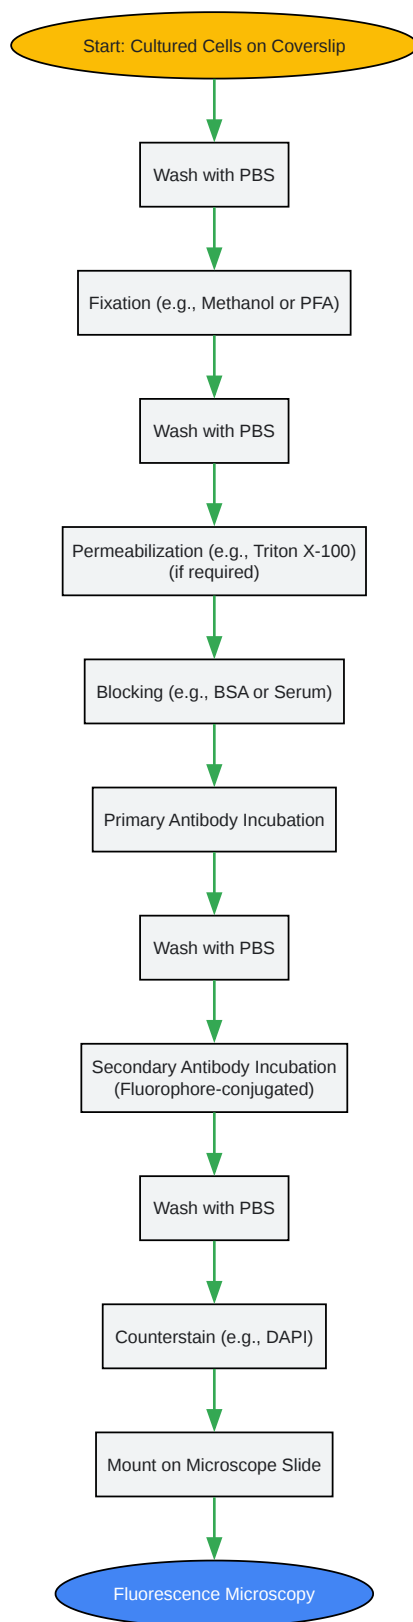 Start: Cultured Cells on Coverslip
Wash with PBS
Fixation (e.g., Methanol or PFA)
Wash with PBS
Permeabilization (e.g., Triton X-100)
(if required)
Blocking (e.g., BSA or Serum)
Primary Antibody Incubation
Wash with PBS
Secondary Antibody Incubation
(Fluorophore-conjugated)
Wash with PBS
Counterstain (e.g., DAPI)
Mount on Microscope Slide
Fluorescence Microscopy